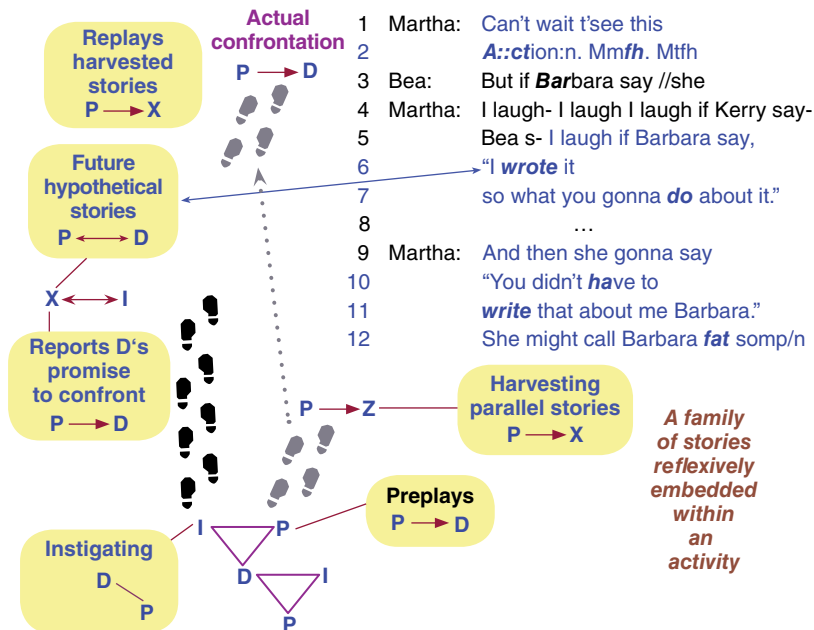 Replays
harvested
stories
P X
Actual
confrontation
P D
1 Martha: Can't wait t'see this
2 A::ction:n. Mmfh. Mtfh
3 Bea: But if Barbara say //she
4 Martha: I laugh- I laugh I laugh if Kerry say-
5 Bea s- I laugh if Barbara say,
6 "I wrote it
7 so what you gonna do about it."
8 …
9 Martha: And then she gonna say
10 "You didn't have to
11 write that about me Barbara."
12 She might call Barbara fat somp/n
Future
hypothetical
stories
P D
X I
Reports D‘s
promise
to confront
P D
P Z
Harvesting
parallel stories
P X
A family
of stories
reflexively
embedded
within
an
activity
Preplays
P D
I P
D I
P
Instigating
D
P